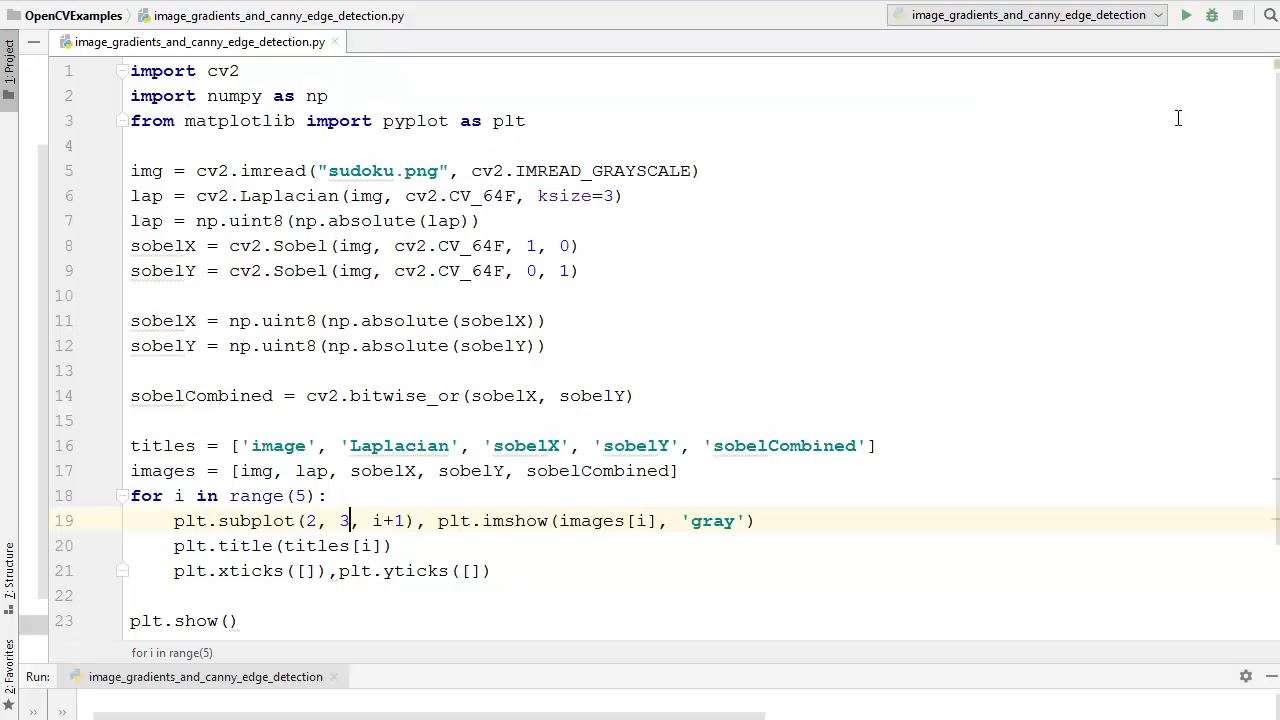 OpenCVExamples image_gradients_and_canny_edge_detection.py image_gradients_and_canny_edge_detection
image_gradients_and_canny_edge_detection.py
1: Project
1 import cv2
2 import numpy as np
3 from matplotlib import pyplot as plt
4
5 img = cv2.imread("sudoku.png", cv2.IMREAD_GRAYSCALE)
6 lap = cv2.Laplacian(img, cv2.CV_64F, ksize=3)
7 lap = np.uint8(np.absolute(lap))
8 sobelX = cv2.Sobel(img, cv2.CV_64F, 1, 0)
9 sobelY = cv2.Sobel(img, cv2.CV_64F, 0, 1)
10
11 sobelX = np.uint8(np.absolute(sobelX))
12 sobelY = np.uint8(np.absolute(sobelY))
13
14 sobelCombined = cv2.bitwise_or(sobelX, sobelY)
15
16 titles = ['image', 'Laplacian', 'sobelX', 'sobelY', 'sobelCombined']
17 images = [img, lap, sobelX, sobelY, sobelCombined]
18 for i in range(5):
19     plt.subplot(2, 3, i+1), plt.imshow(images[i], 'gray')
20     plt.title(titles[i])
21     plt.xticks([]),plt.yticks([])
22
23 plt.show()
7: Structure
2: Favorites
for i in range(5)
Run: image_gradients_and_canny_edge_detection